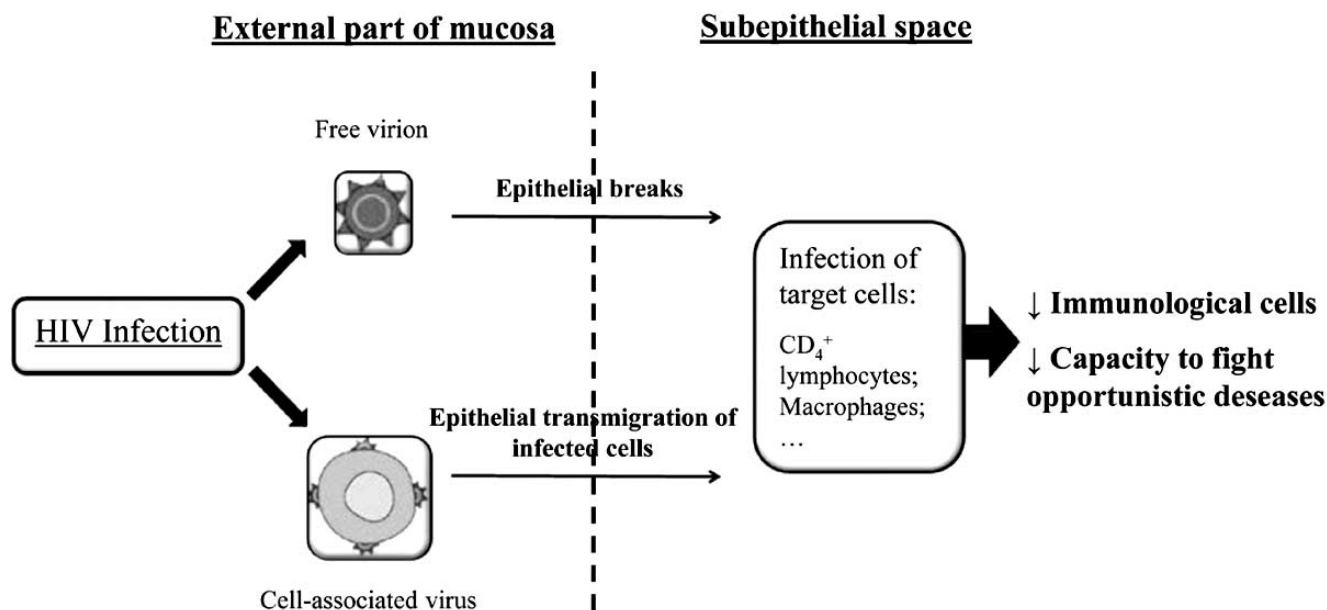 External part of mucosa
Subepithelial space
Free virion
Epithelial breaks
HIV Infection
Epithelial transmigration of
infected cells
Cell-associated virus
Infection of
target cells:
CD₄⁺
lymphocytes;
Macrophages;
…
↓ Immunological cells
↓ Capacity to fight
opportunistic deseases